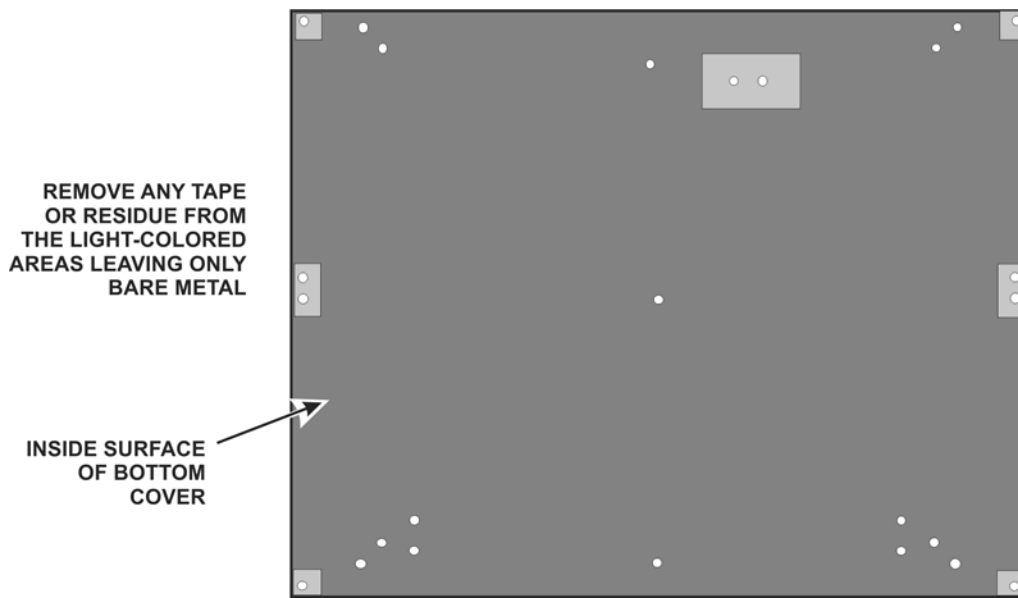 REMOVE ANY TAPE
OR RESIDUE FROM
THE LIGHT-COLORED
AREAS LEAVING ONLY
BARE METAL
INSIDE SURFACE
OF BOTTOM
COVER